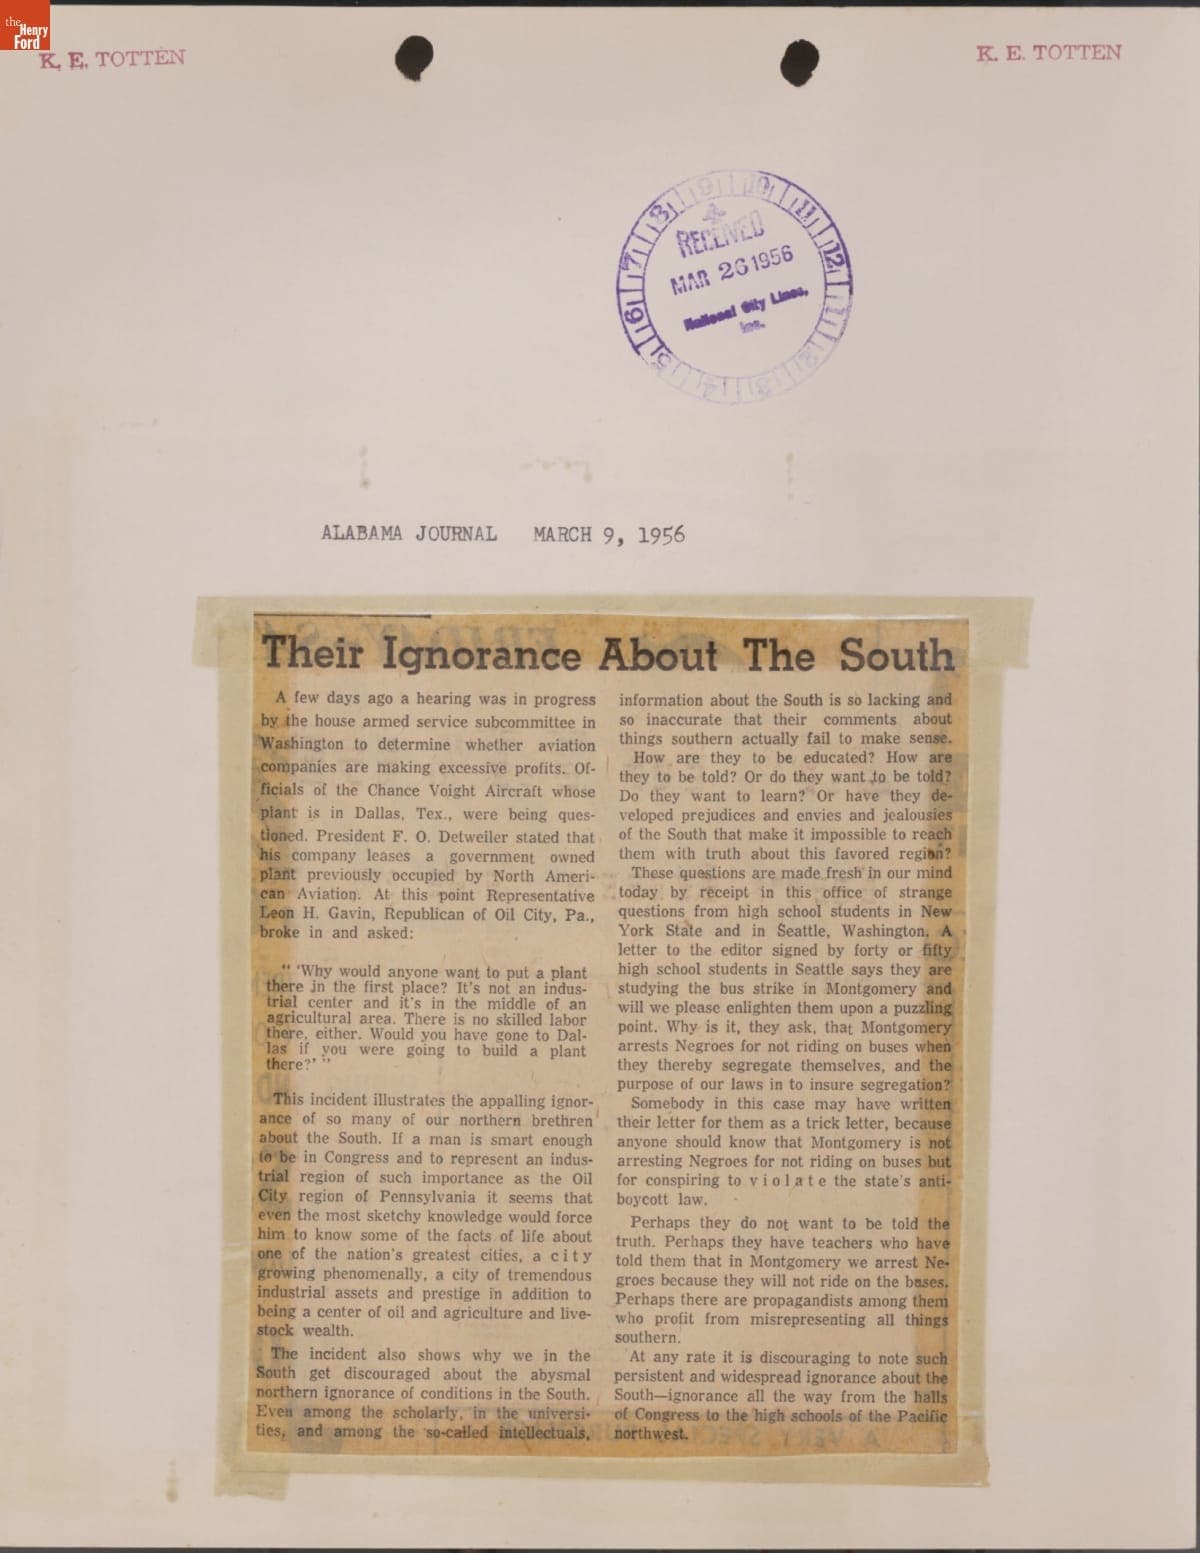 the
Henry
Ford
K. E. TOTTEN
K. E. TOTTEN
8 9 10 11 12 1 2 3 4 5 6 7
RECEIVED
MAR 26 1956
National City Lines,
Inc.
ALABAMA JOURNAL MARCH 9, 1956
Their Ignorance About The South
A few days ago a hearing was in progress
by the house armed service subcommittee in
Washington to determine whether aviation
companies are making excessive profits. Of-
ficials of the Chance Voight Aircraft whose
plant is in Dallas, Tex., were being ques-
tioned. President F. O. Detweiler stated that
his company leases a government owned
plant previously occupied by North Ameri-
can Aviation. At this point Representative
Leon H. Gavin, Republican of Oil City, Pa.,
broke in and asked:
" 'Why would anyone want to put a plant
there in the first place? It's not an indus-
trial center and it's in the middle of an
agricultural area. There is no skilled labor
there, either. Would you have gone to Dal-
las if you were going to build a plant
there?' "
This incident illustrates the appalling ignor-
ance of so many of our northern brethren
about the South. If a man is smart enough
to be in Congress and to represent an indus-
trial region of such importance as the Oil
City region of Pennsylvania it seems that
even the most sketchy knowledge would force
him to know some of the facts of life about
one of the nation's greatest cities, a city
growing phenomenally, a city of tremendous
industrial assets and prestige in addition to
being a center of oil and agriculture and live-
stock wealth.
The incident also shows why we in the
South get discouraged about the abysmal
northern ignorance of conditions in the South.
Even among the scholarly, in the universi-
ties, and among the so-called intellectuals,
information about the South is so lacking and
so inaccurate that their comments about
things southern actually fail to make sense.
How are they to be educated? How are
they to be told? Or do they want to be told?
Do they want to learn? Or have they de-
veloped prejudices and envies and jealousies
of the South that make it impossible to reach
them with truth about this favored region?
These questions are made fresh in our mind
today by receipt in this office of strange
questions from high school students in New
York State and in Seattle, Washington. A
letter to the editor signed by forty or fifty
high school students in Seattle says they are
studying the bus strike in Montgomery and
will we please enlighten them upon a puzzling
point. Why is it, they ask, that Montgomery
arrests Negroes for not riding on buses when
they thereby segregate themselves, and the
purpose of our laws in to insure segregation?
Somebody in this case may have written
their letter for them as a trick letter, because
anyone should know that Montgomery is not
arresting Negroes for not riding on buses but
for conspiring to violate the state's anti-
boycott law.
Perhaps they do not want to be told the
truth. Perhaps they have teachers who have
told them that in Montgomery we arrest Ne-
groes because they will not ride on the buses.
Perhaps there are propagandists among them
who profit from misrepresenting all things
southern.
At any rate it is discouraging to note such
persistent and widespread ignorance about the
South—ignorance all the way from the halls
of Congress to the high schools of the Pacific
northwest.